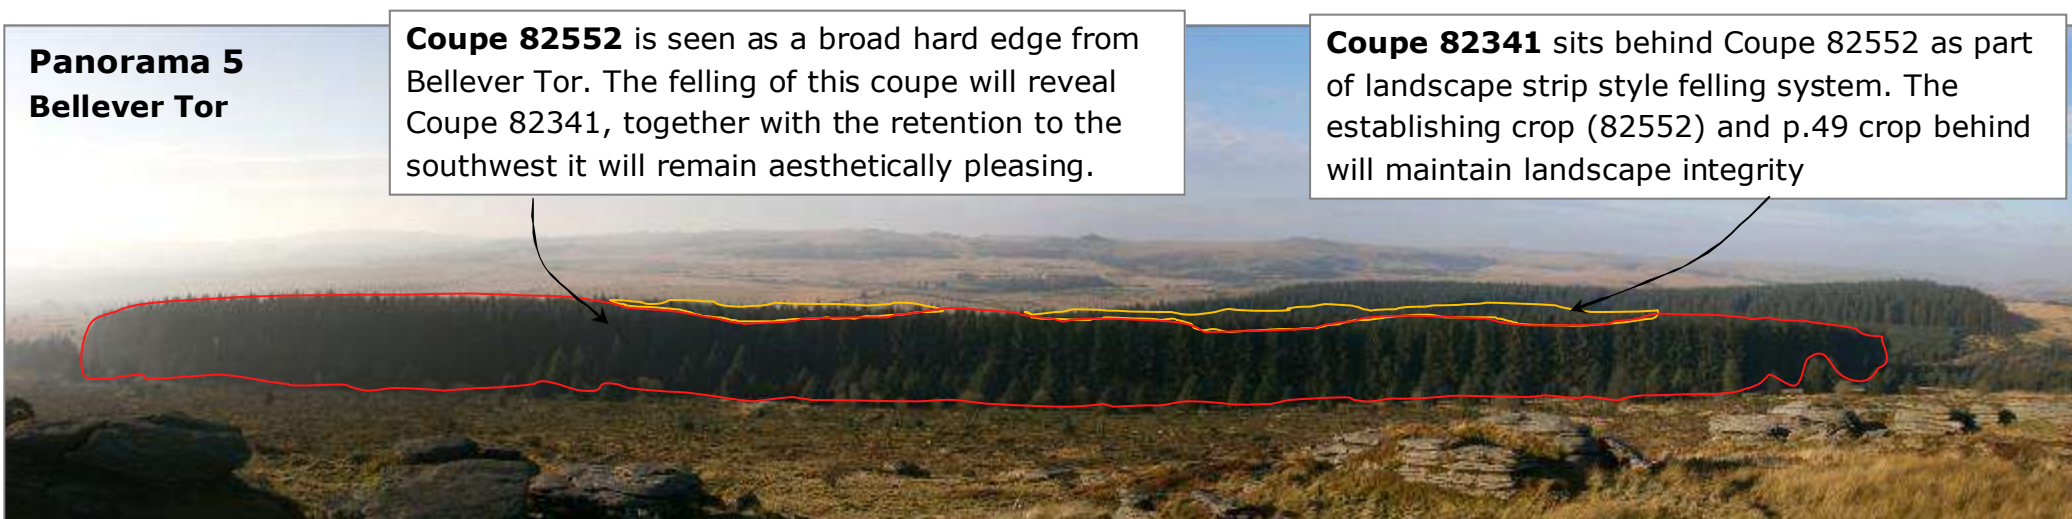 Panorama 5
Bellever Tor
Coupe 82552 is seen as a broad hard edge from
Bellever Tor. The felling of this coupe will reveal
Coupe 82341, together with the retention to the
southwest it will remain aesthetically pleasing.
Coupe 82341 sits behind Coupe 82552 as part
of landscape strip style felling system. The
establishing crop (82552) and p.49 crop behind
will maintain landscape integrity